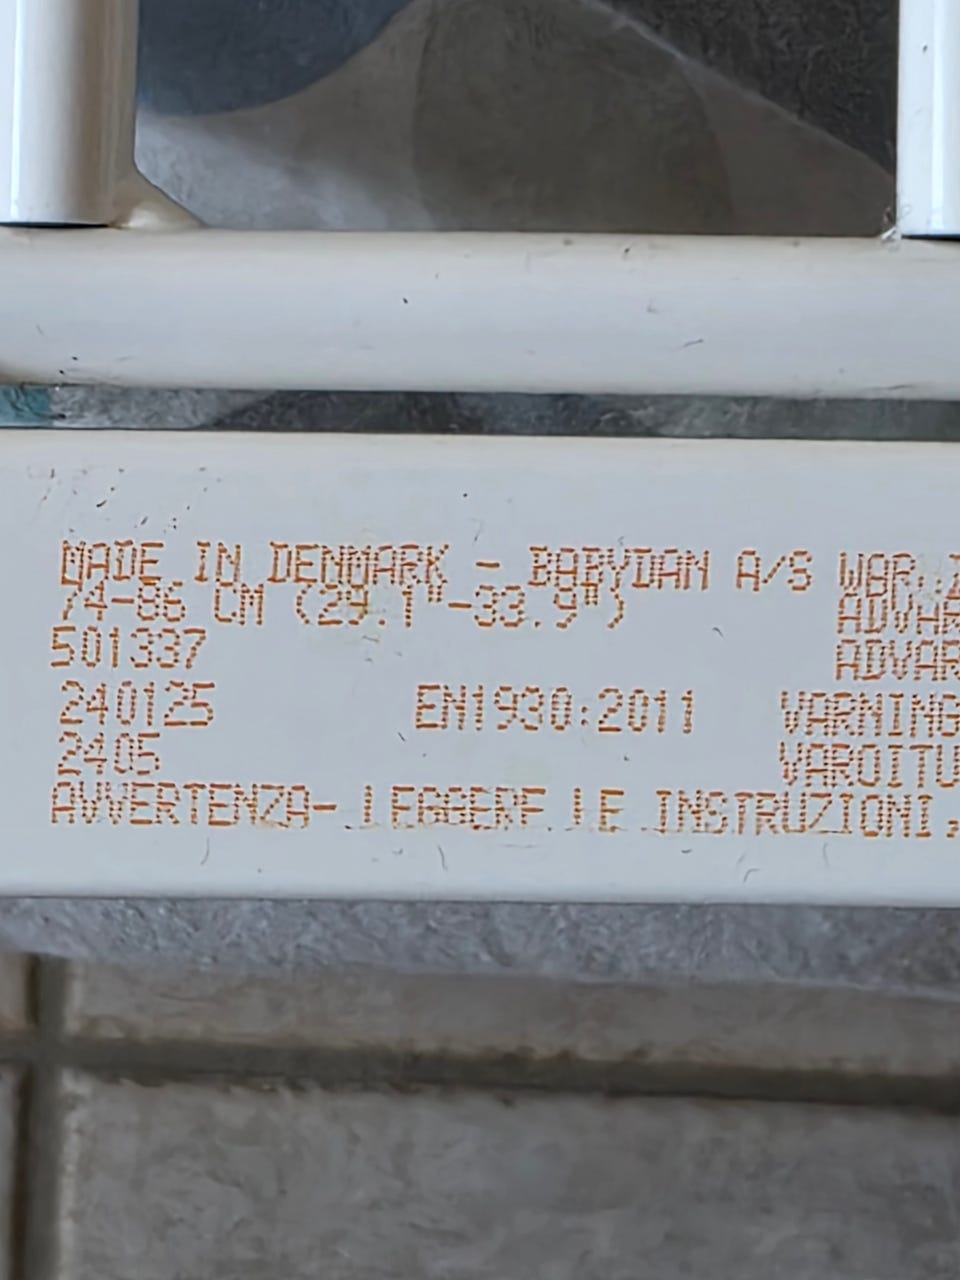 MADE IN DENMARK - BABYDAN A/S
74-86 CM (29.1"-33.9")
501337
240125 EN1930:2011 VARNING
2405
AVVERTENZA- LEGGERE LE INSTRUZIONI,